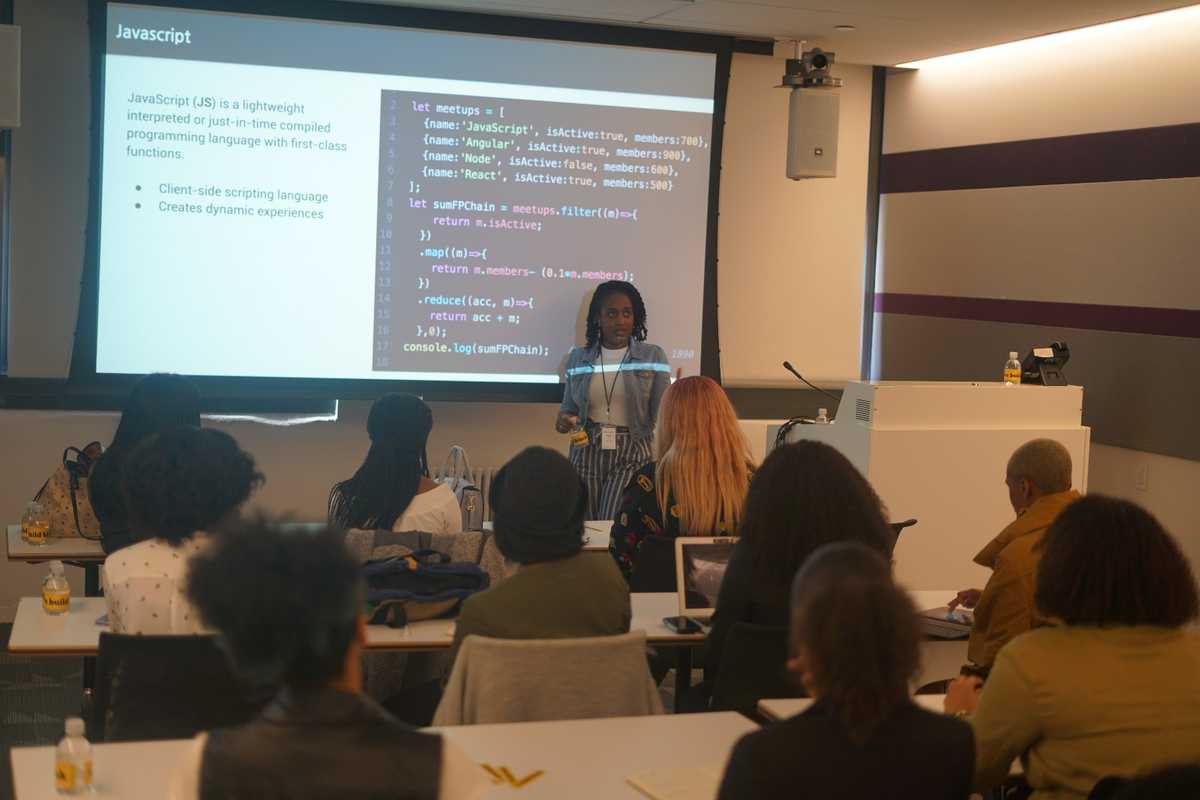 Javascript
JavaScript (JS) is a lightweight
interpreted or just-in-time compiled
programming language with first-class
functions.
● Client-side scripting language
● Creates dynamic experiences
2 let meetups = [
3 {name:'JavaScript', isActive:true, members:700},
4 {name:'Angular', isActive:true, members:900},
5 {name:'Node', isActive:false, members:600},
6 {name:'React', isActive:true, members:500}
7 ];
8 let sumFPChain = meetups.filter((m)=>{
9 return m.isActive;
10 })
11 .map((m)=>{
12 return m.members- (0.1*m.members);
13 })
14 .reduce((acc, m)=>{
15 return acc + m;
16 },0);
17 console.log(sumFPChain);
18
1890
build